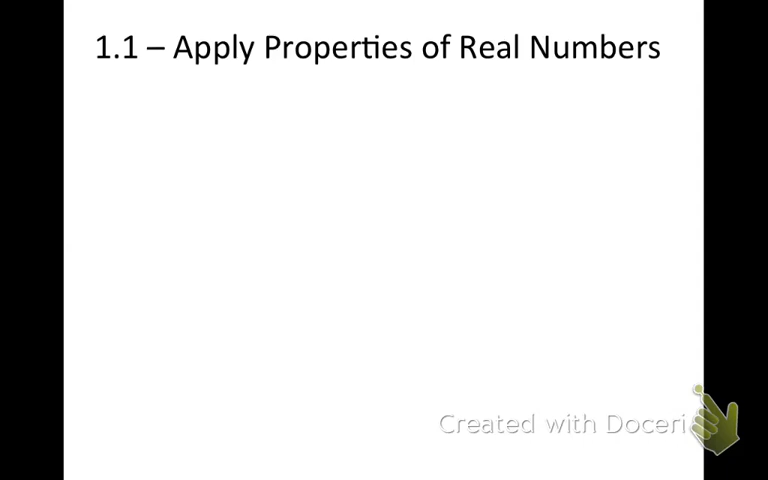 1.1 – Apply Properties of Real Numbers
Created with Doceri